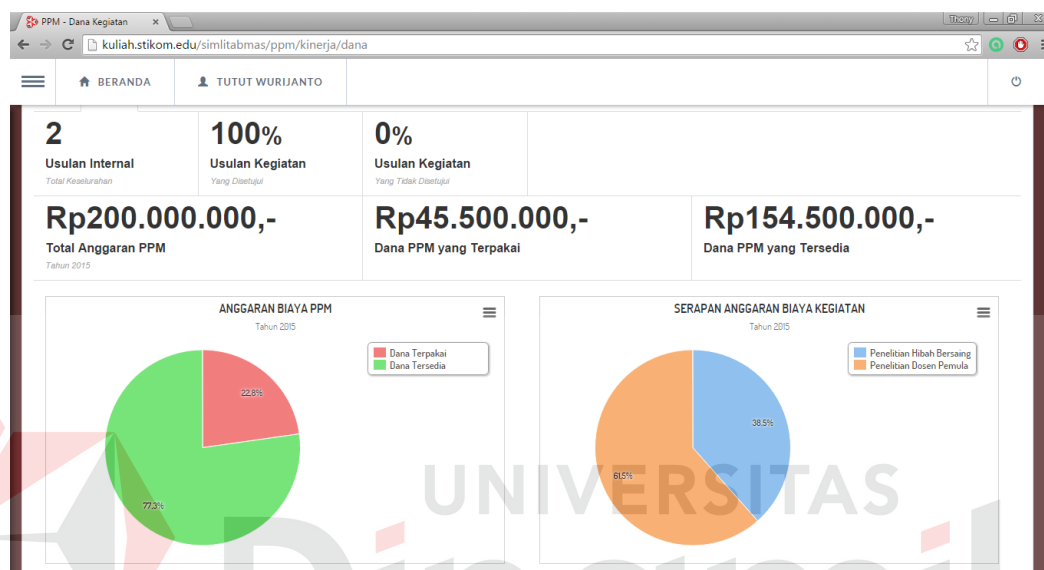 PPM - Dana Kegiatan
Thony
kuliah.stikom.edu/simlitabmas/ppm/kinerja/dana
BERANDA
TUTUT WURIJANTO
2
Usulan Internal
Total Keselurahan
100%
Usulan Kegiatan
Yang Disetujui
0%
Usulan Kegiatan
Yang Tidak Disetujui
Rp200.000.000,-
Total Anggaran PPM
Tahun 2015
Rp45.500.000,-
Dana PPM yang Terpakai
Rp154.500.000,-
Dana PPM yang Tersedia
ANGGARAN BIAYA PPM
Tahun 2015
Dana Terpakai
Dana Tersedia
22.8%
77.3%
SERAPAN ANGGARAN BIAYA KEGIATAN
Tahun 2015
Penelitian Hibah Bersaing
Penelitian Dosen Pemula
38.5%
61.5%
UNIVERSITAS